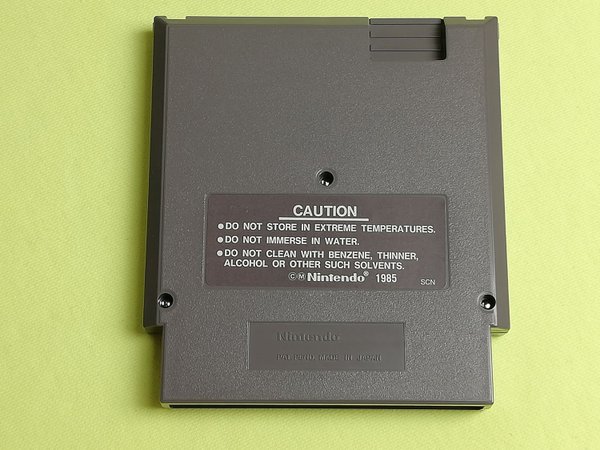 CAUTION
●DO NOT STORE IN EXTREME TEMPERATURES.
●DO NOT IMMERSE IN WATER.
●DO NOT CLEAN WITH BENZENE, THINNER,
ALCOHOL OR OTHER SUCH SOLVENTS.
©Ⓜ Nintendo® 1985
SCN
Nintendo
PAT. PEND. MADE IN JAPAN